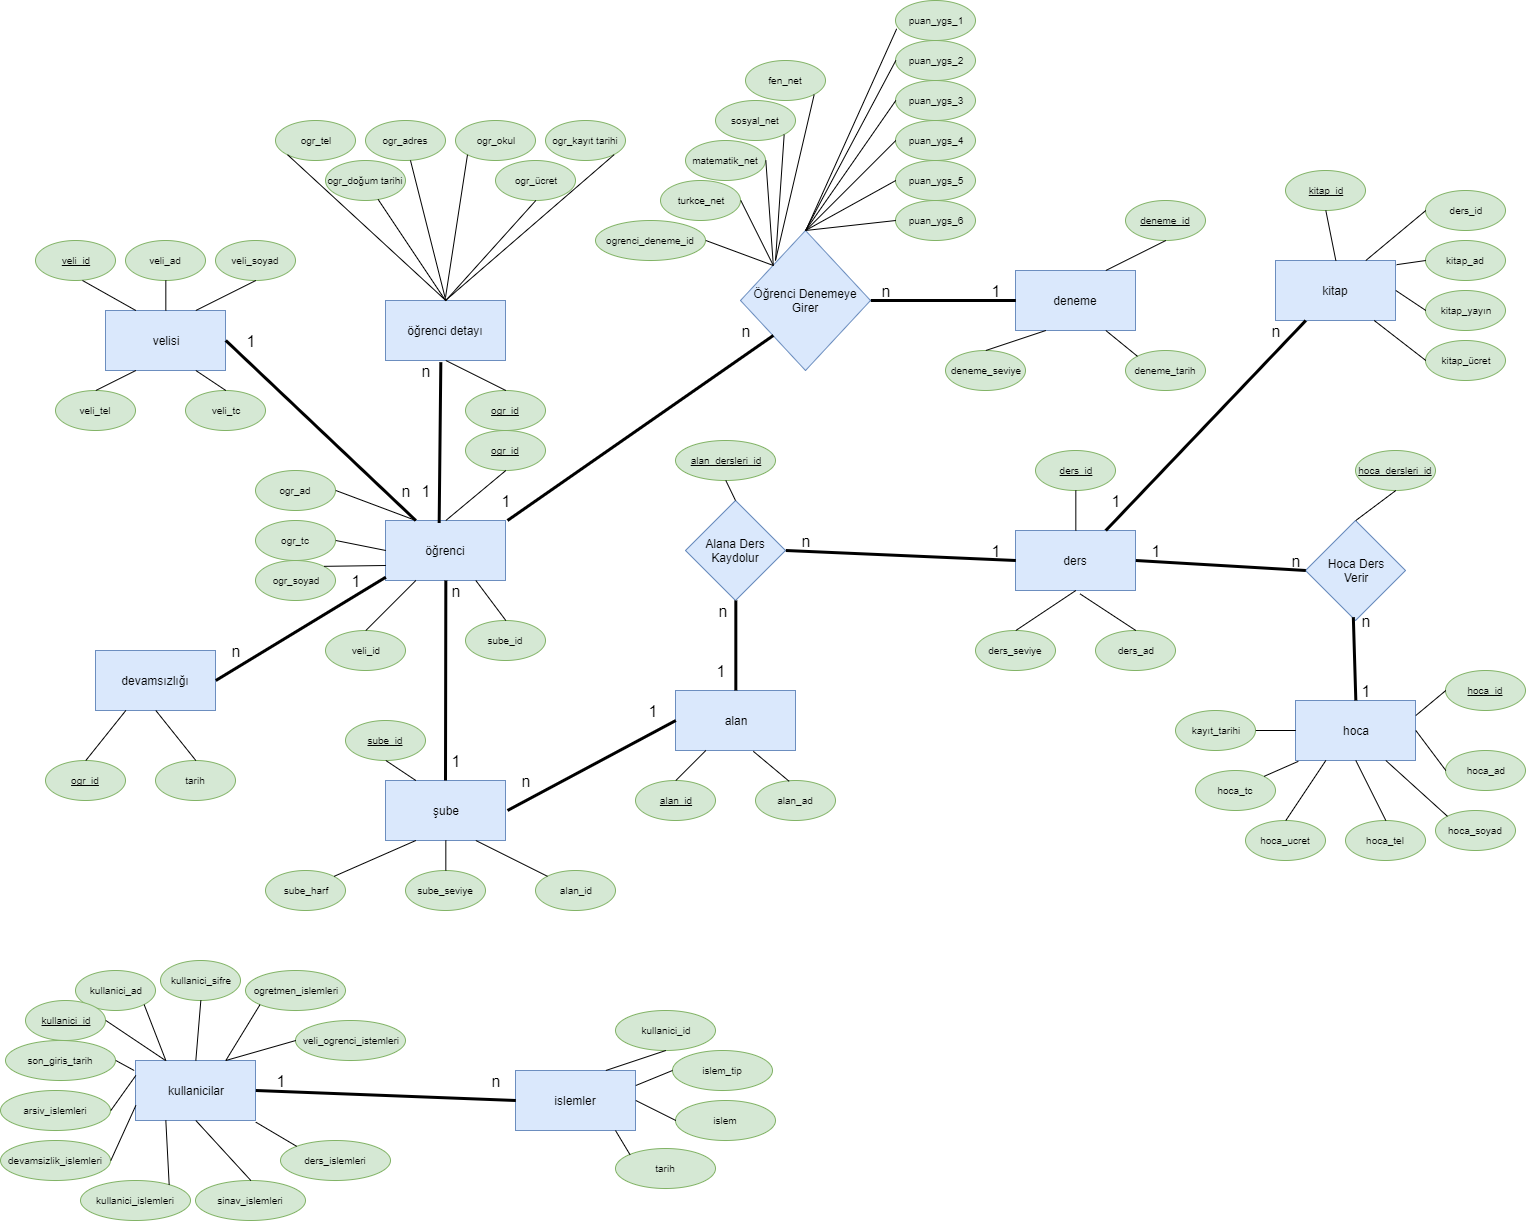 puan_ygs_1
puan_ygs_2
fen_net
puan_ygs_3
sosyal_net
puan_ygs_4
ogr_tel
ogr_adres
ogr_okul
ogr_kayıt tarihi
matematik_net
puan_ygs_5
ogr_doğum tarihi
ogr_ücret
turkce_net
puan_ygs_6
kitap_id
ders_id
deneme_id
ogrenci_deneme_id
veli_id
veli_ad
veli_soyad
kitap_ad
Öğrenci Denemeye
Girer
n
1
deneme
kitap
kitap_yayın
velisi
1
öğrenci detayı
n
n
n
kitap_ücret
deneme_seviye
deneme_tarih
veli_tel
veli_tc
ogr_id
ogr_id
alan_dersleri_id
ders_id
hoca_dersleri_id
ogr_ad
n
1
1
1
ogr_tc
öğrenci
Alana Ders
Kaydolur
n
1
ders
1
n
Hoca Ders
Verir
ogr_soyad
1
n
n
n
veli_id
sube_id
ders_seviye
ders_ad
n
devamsızlığı
1
1
hoca_id
1
alan
kayıt_tarihi
hoca
sube_id
ogr_id
tarih
1
n
hoca_ad
hoca_tc
alan_id
alan_ad
şube
hoca_ucret
hoca_tel
hoca_soyad
sube_harf
sube_seviye
alan_id
kullanici_ad
kullanici_sifre
ogretmen_islemleri
kullanici_id
veli_ogrenci_istemleri
kullanici_id
son_giris_tarih
islem_tip
kullanicilar
1
n
islemler
arsiv_islemleri
islem
devamsizlik_islemleri
ders_islemleri
tarih
kullanici_islemleri
sinav_islemleri